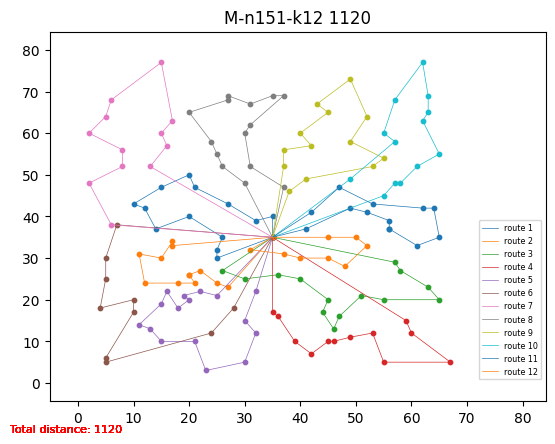 M-n151-k12 1120
80
70
60
50
40
30
20
10
0
route 1
route 2
route 3
route 4
route 5
route 6
route 7
route 8
route 9
route 10
route 11
route 12
0 10 20 30 40 50 60 70 80
Total distance: 1120